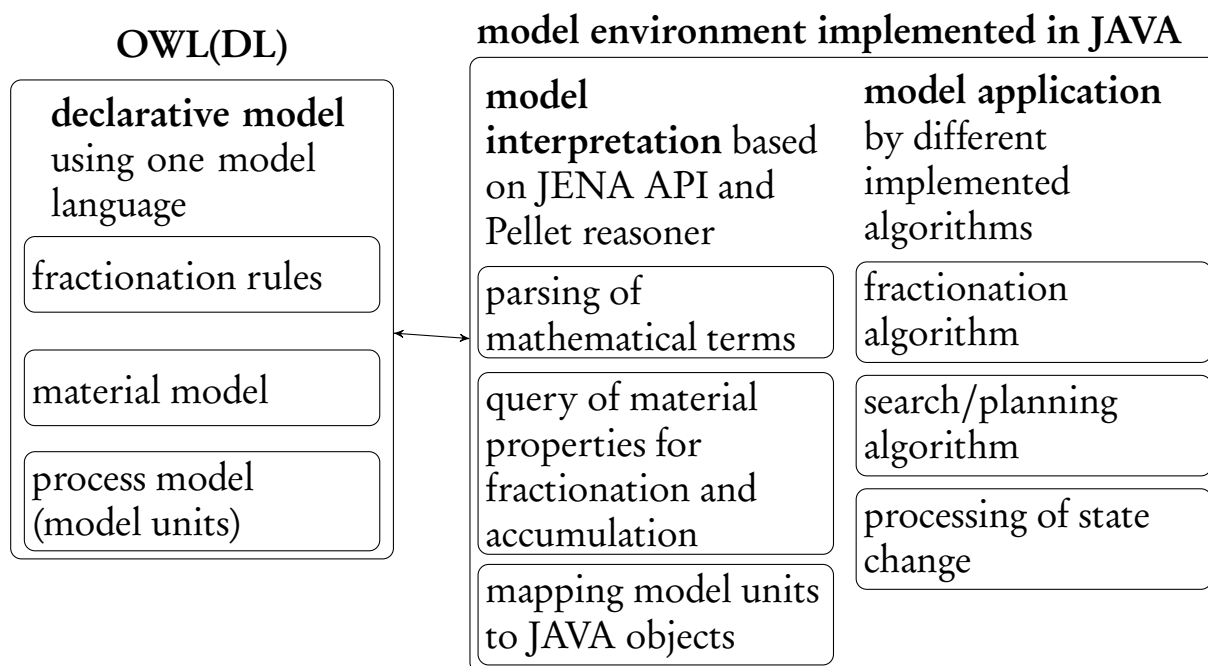 OWL(DL)
declarative model
using one model
language
fractionation rules
material model
process model
(model units)
model environment implemented in JAVA
model
interpretation based
on JENA API and
Pellet reasoner
parsing of
mathematical terms
query of material
properties for
fractionation and
accumulation
mapping model units
to JAVA objects
model application
by different
implemented
algorithms
fractionation
algorithm
search/planning
algorithm
processing of state
change